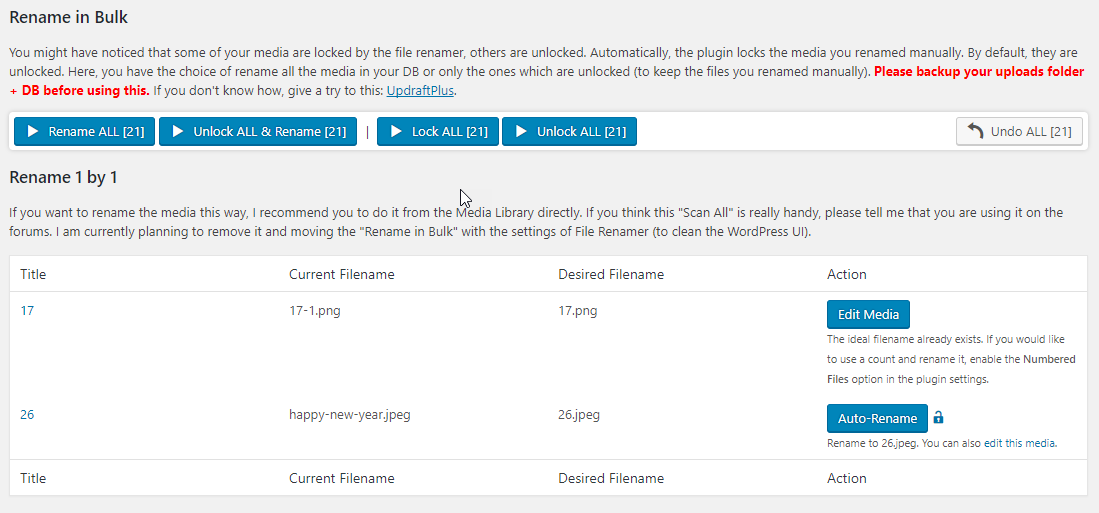 Rename in Bulk
You might have noticed that some of your media are locked by the file renamer, others are unlocked. Automatically, the plugin locks the media you renamed manually. By default, they are
unlocked. Here, you have the choice of rename all the media in your DB or only the ones which are unlocked (to keep the files you renamed manually). Please backup your uploads folder
+ DB before using this. If you don't know how, give a try to this: UpdraftPlus.
Rename ALL [21] Unlock ALL & Rename [21] | Lock ALL [21] Unlock ALL [21] Undo ALL [21]
Rename 1 by 1
If you want to rename the media this way, I recommend you to do it from the Media Library directly. If you think this "Scan All" is really handy, please tell me that you are using it on the
forums. I am currently planning to remove it and moving the "Rename in Bulk" with the settings of File Renamer (to clean the WordPress UI).
Title Current Filename Desired Filename Action
17 17-1.png 17.png Edit Media
The ideal filename already exists. If you would like
to use a count and rename it, enable the Numbered
Files option in the plugin settings.
26 happy-new-year.jpeg 26.jpeg Auto-Rename
Rename to 26.jpeg. You can also edit this media.
Title Current Filename Desired Filename Action